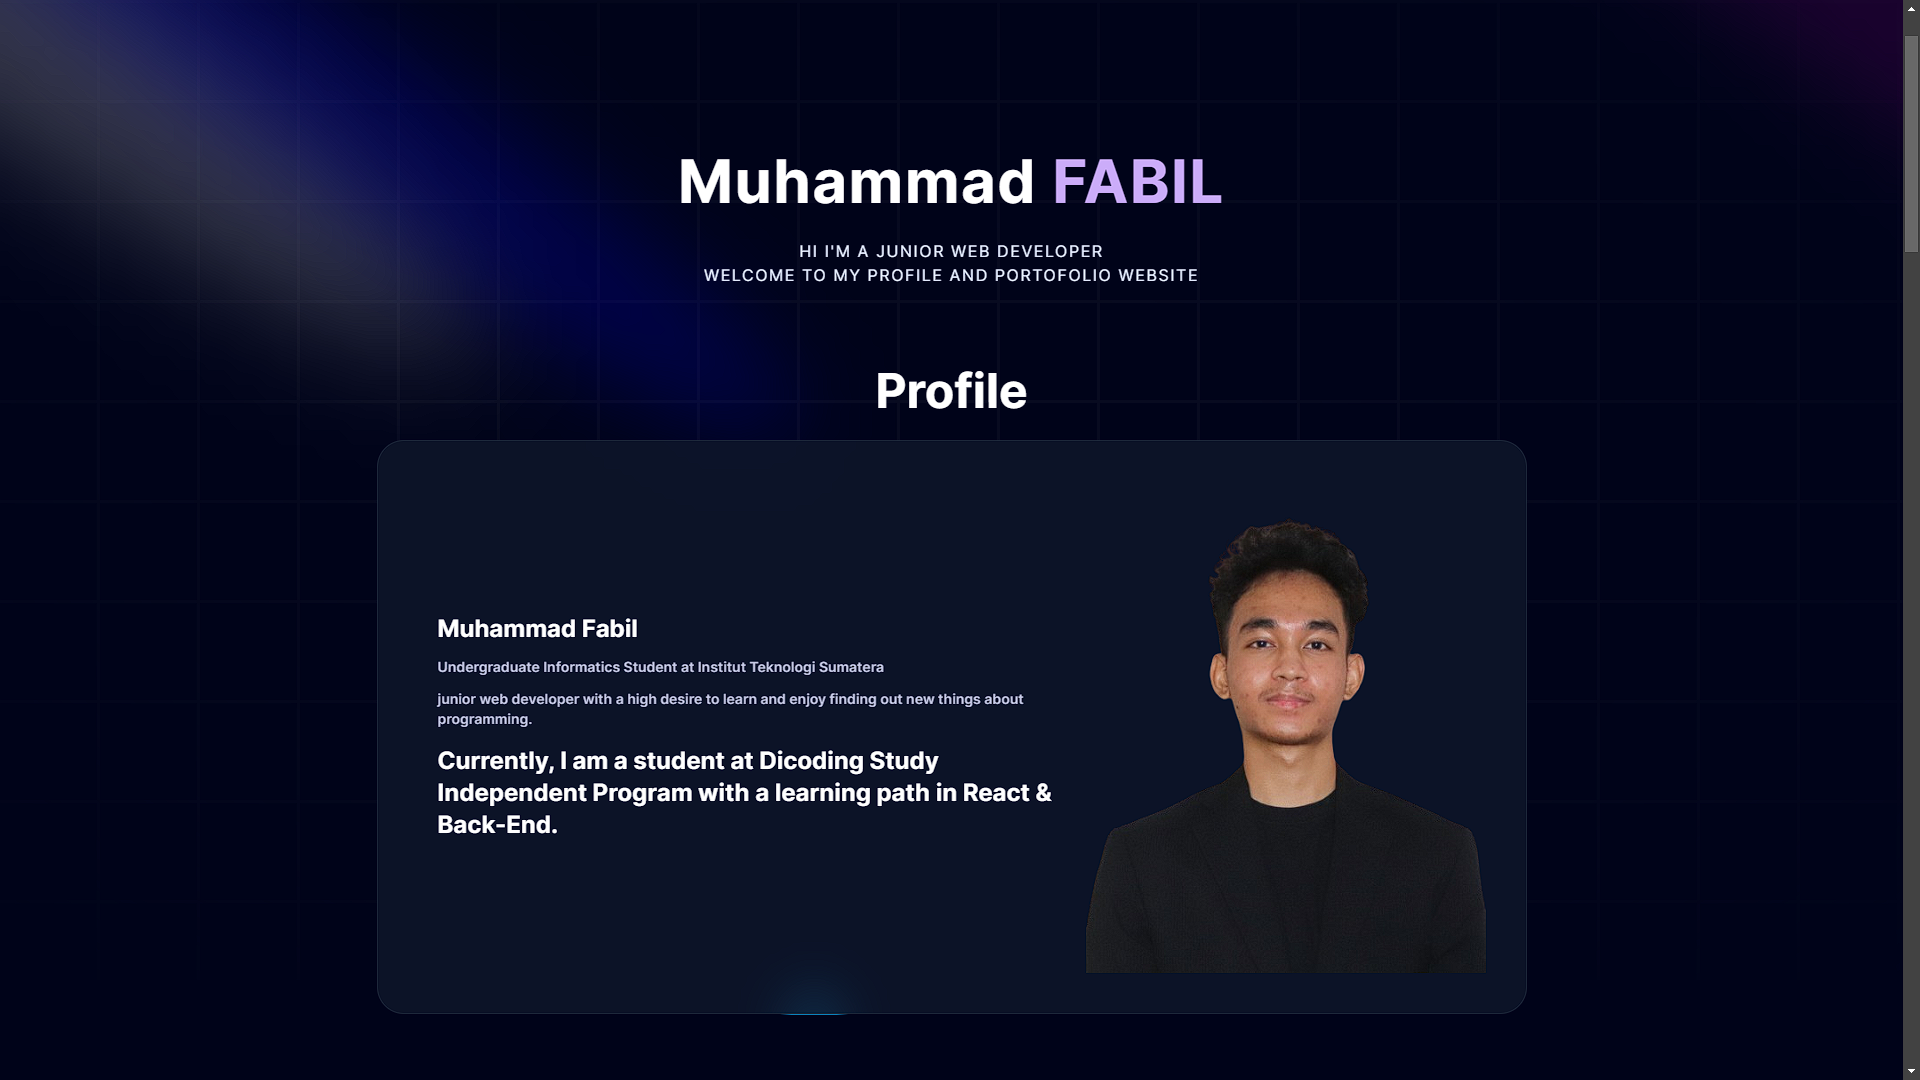 Muhammad FABIL
HI I'M A JUNIOR WEB DEVELOPER
WELCOME TO MY PROFILE AND PORTOFOLIO WEBSITE
Profile
Muhammad Fabil
Undergraduate Informatics Student at Institut Teknologi Sumatera
junior web developer with a high desire to learn and enjoy finding out new things about
programming.
Currently, I am a student at Dicoding Study
Independent Program with a learning path in React &
Back-End.